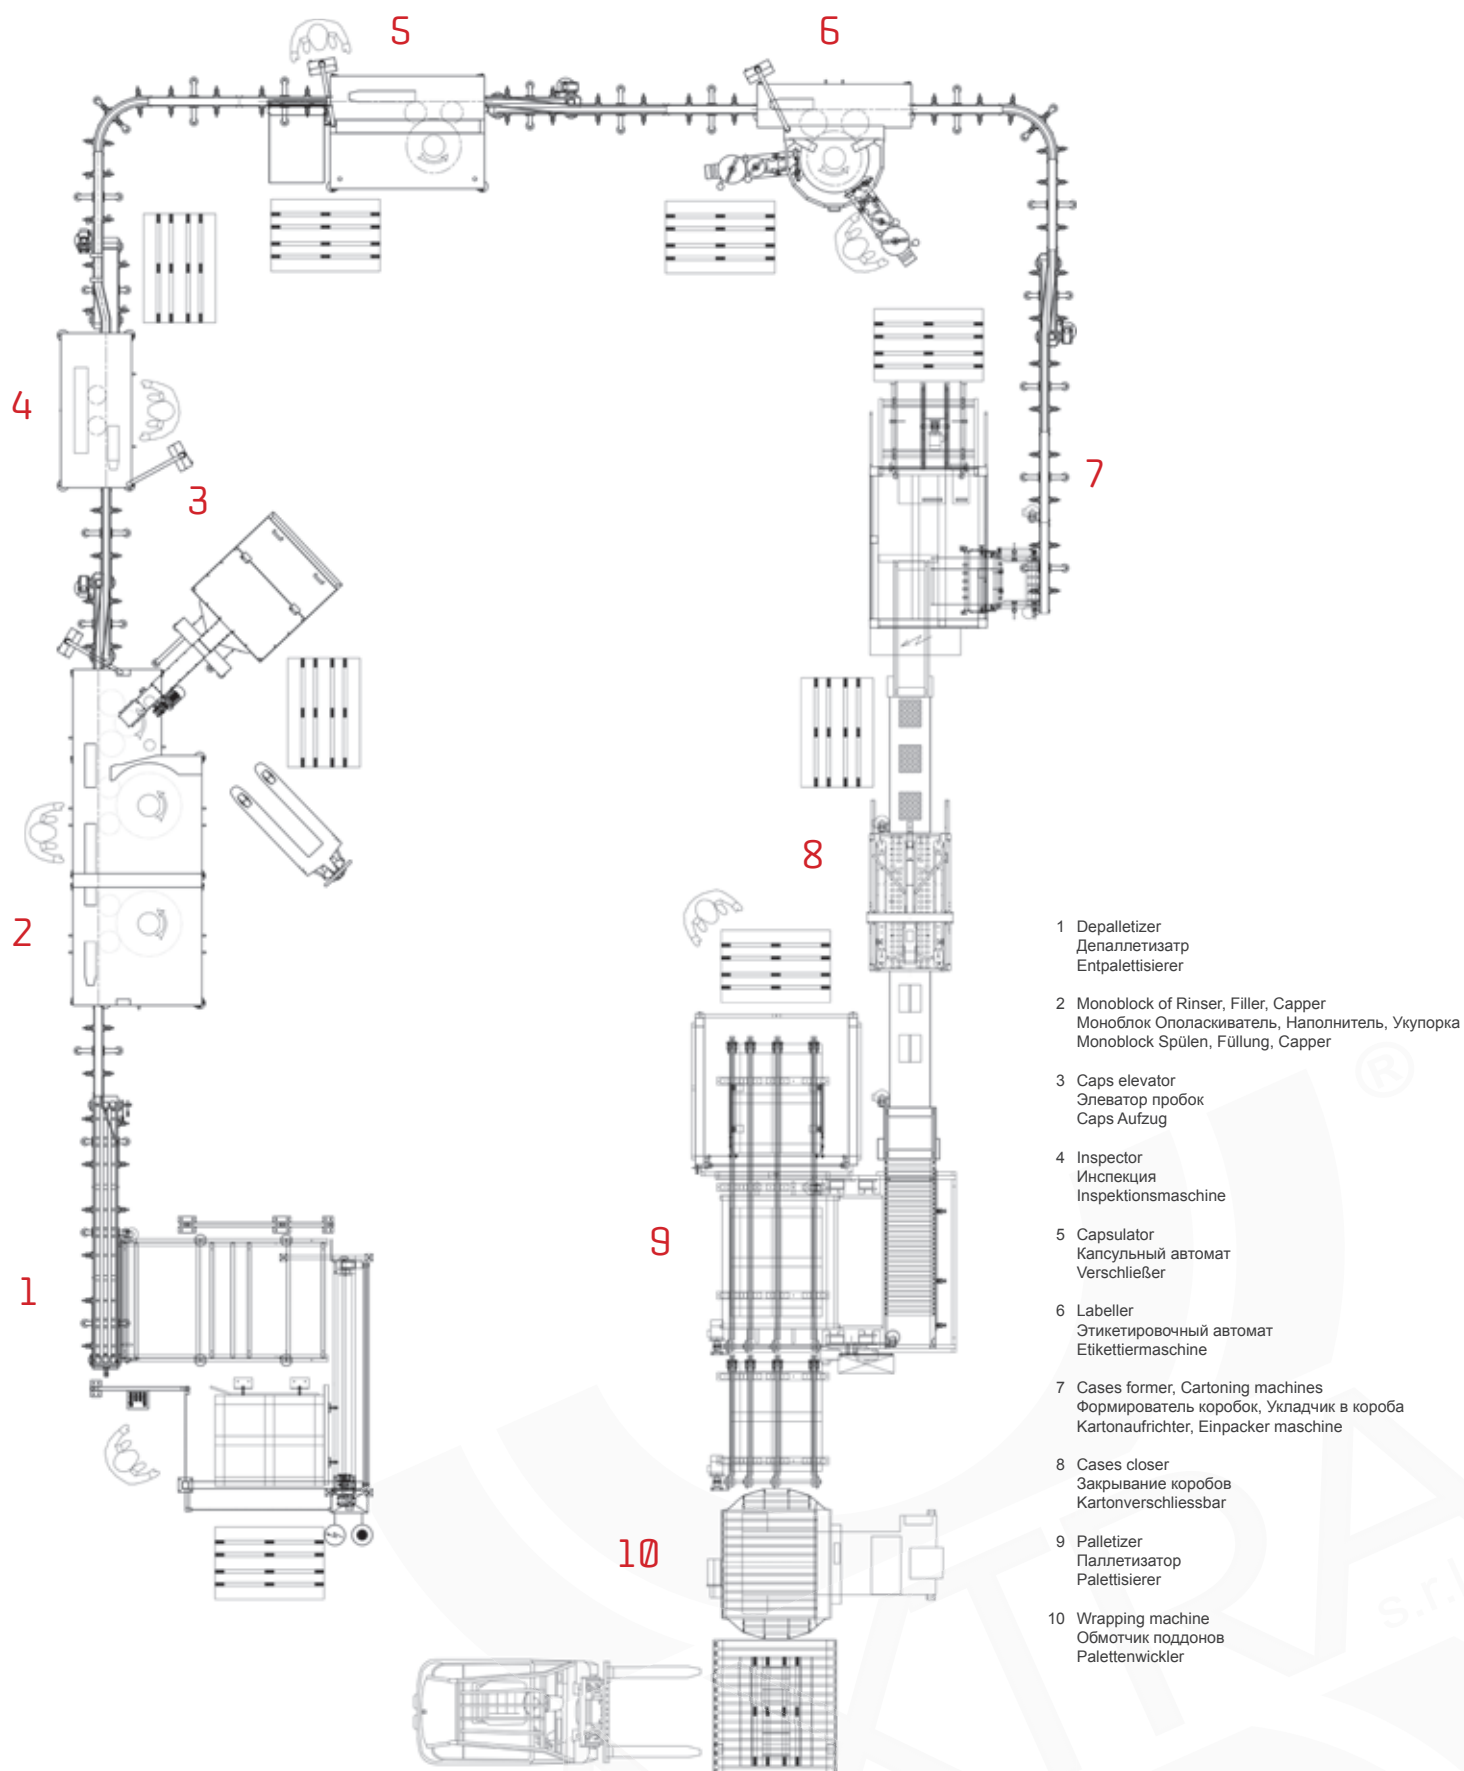 5
6
4
3
7
8
2
9
1
10
1 Depalletizer
Депаллетизатр
Entpalettisierer
2 Monoblock of Rinser, Filler, Capper
Моноблок Ополаскиватель, Наполнитель, Укупорка
Monoblock Spülen, Füllung, Capper
3 Caps elevator
Элеватор пробок
Caps Aufzug
4 Inspector
Инспекция
Inspektionsmaschine
5 Capsulator
Капсульный автомат
Verschließer
6 Labeller
Этикетировочный автомат
Etikettiermaschine
7 Cases former, Cartoning machines
Формирователь коробок, Укладчик в короба
Kartonaufrichter, Einpacker maschine
8 Cases closer
Закрывание коробов
Kartonverschliessbar
9 Palletizer
Паллетизатор
Palettisierer
10 Wrapping machine
Обмотчик поддонов
Palettenwickler
®
s.r.l